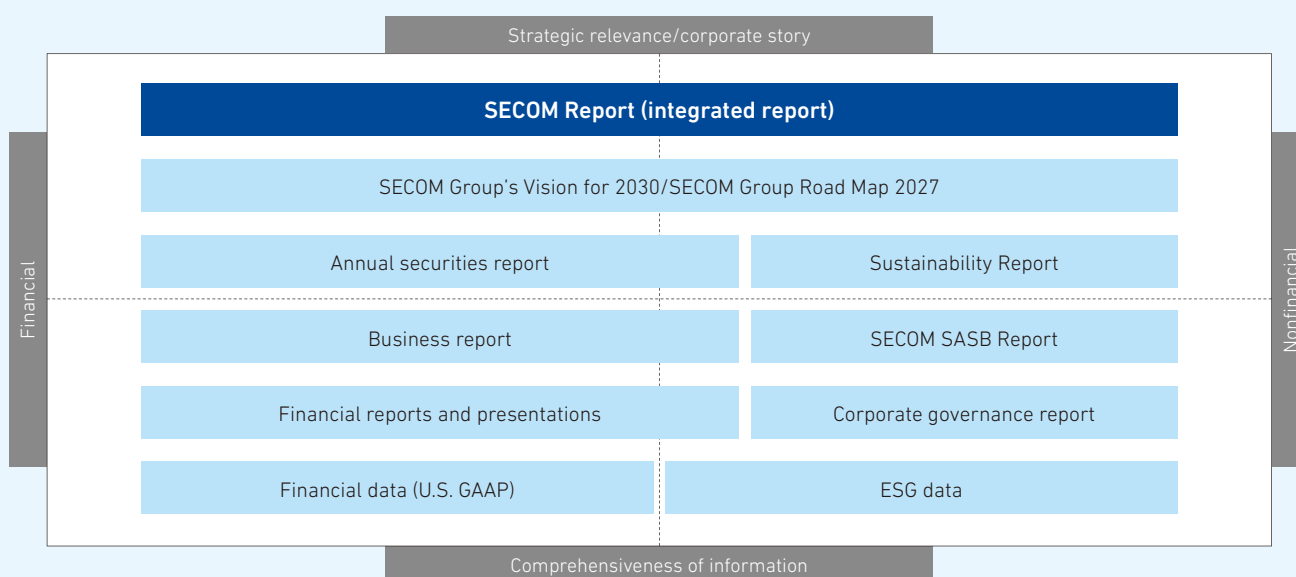 Strategic relevance/corporate story
SECOM Report (integrated report)
SECOM Group’s Vision for 2030/SECOM Group Road Map 2027
Annual securities report
Sustainability Report
Financial
Nonfinancial
Business report
SECOM SASB Report
Financial reports and presentations
Corporate governance report
Financial data (U.S. GAAP)
ESG data
Comprehensiveness of information